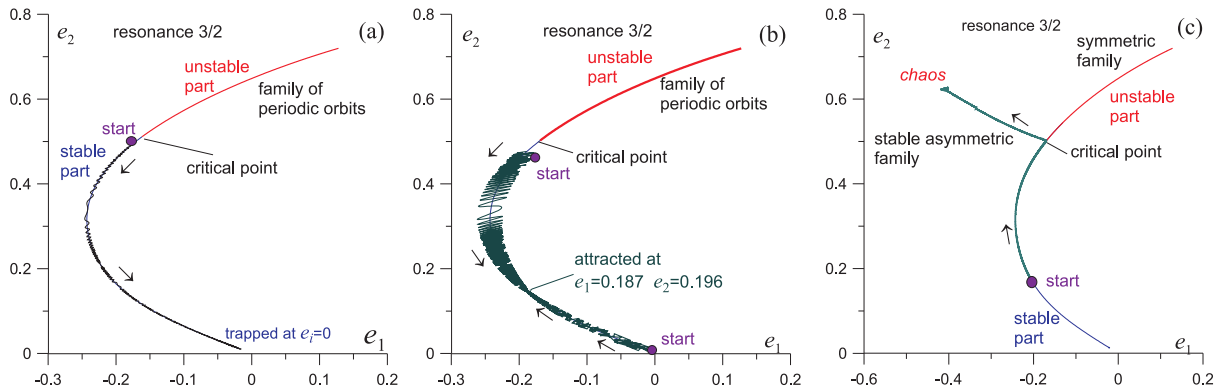 e2
resonance 3/2
(a)
unstable
part
family of
periodic orbits
start
critical point
stable
part
trapped at ei=0
e1
0.8
0.6
0.4
0.2
0
-0.3
-0.2
-0.1
0
0.1
0.2
e2
resonance 3/2
(b)
unstable
part
family of
periodic orbits
critical point
start
attracted at
e1=0.187 e2=0.196
start
e1
0.8
0.6
0.4
0.2
0
-0.3
-0.2
-0.1
0
0.1
0.2
e2
resonance 3/2
(c)
symmetric
family
chaos
unstable
part
stable asymmetric
family
critical point
start
stable
part
e1
0.8
0.6
0.4
0.2
0
-0.6
-0.4
-0.2
0
0.2